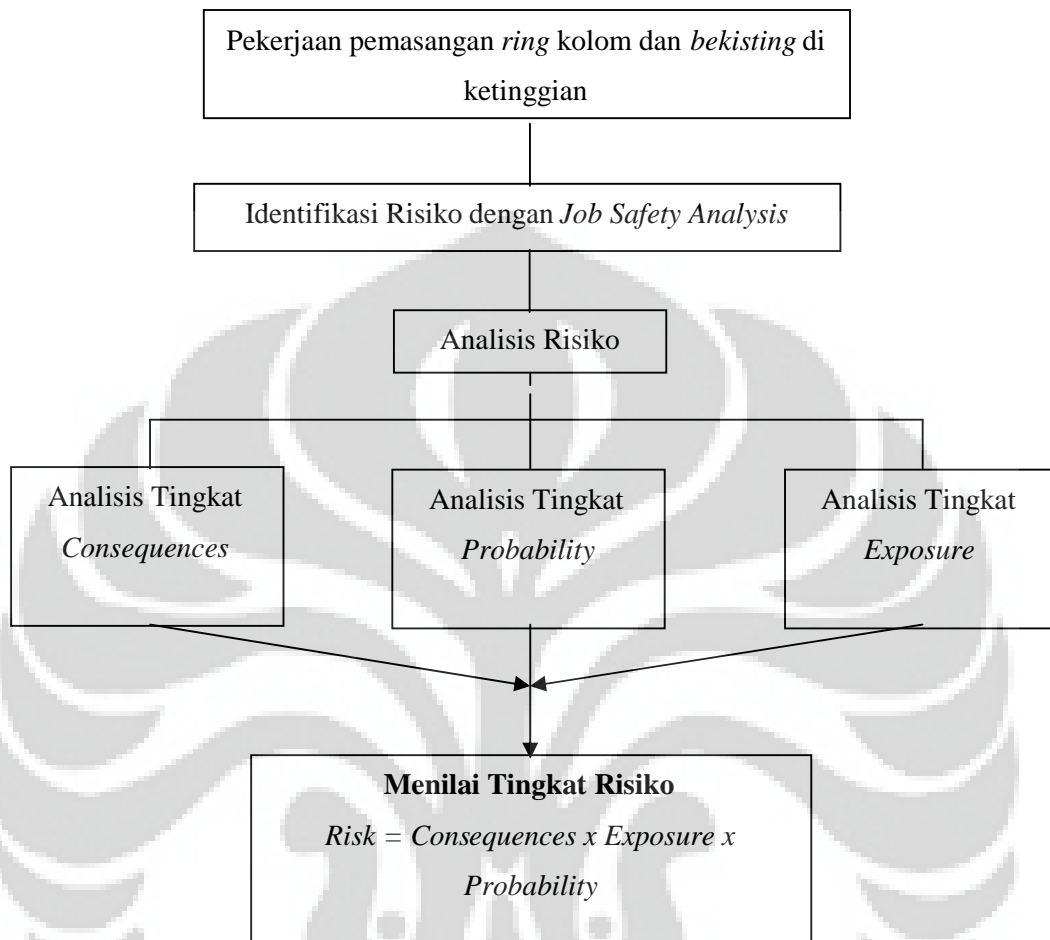 Pekerjaan pemasangan ring kolom dan bekisting di
ketinggian
Identifikasi Risiko dengan Job Safety Analysis
Analisis Risiko
Analisis Tingkat
Consequences
Analisis Tingkat
Probability
Analisis Tingkat
Exposure
Menilai Tingkat Risiko
Risk = Consequences x Exposure x
Probability